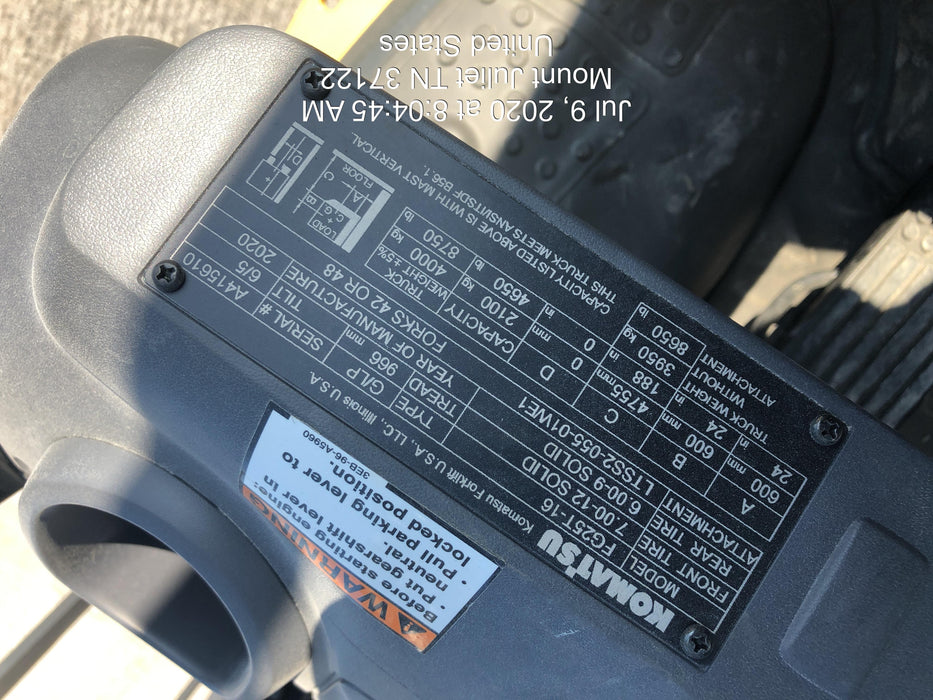 Jul 9, 2020 at 8:04:45 AM
Mount Juliet TN 37122
United States
KOMATSU
Komatsu Forklift U.S.A., LLC, Illinois U.S.A.
MODEL FG25T-16 TYPE G/LP SERIAL # A415610
FRONT TIRE 7.00-12 SOLID TREAD 966 mm TILT 6/5
REAR TIRE 6.00-9 SOLID YEAR OF MANUFACTURE 2020
ATTACHMENT LTSS2-055-01WE1 FORKS 42 OR 48
A B C D CAPACITY TRUCK WEIGHT ±5%
600 mm 600 mm 4755 mm 0 mm 2100 kg 4000 kg
24 in 24 in 188 in 0 in 4650 lb 8750 lb
TRUCK WEIGHT WITHOUT ATTACHMENT 3950 kg 8650 lb
CAPACITY LISTED ABOVE IS WITH MAST VERTICAL
THIS TRUCK MEETS ANSI/ITSDF B56.1.
LOAD
C.G.
A
B
C
FLOOR
D
WARNING
Before starting engine:
· Put gearshift lever in
neutral.
· Pull parking lever to
locked position.
3EB-96-A5960